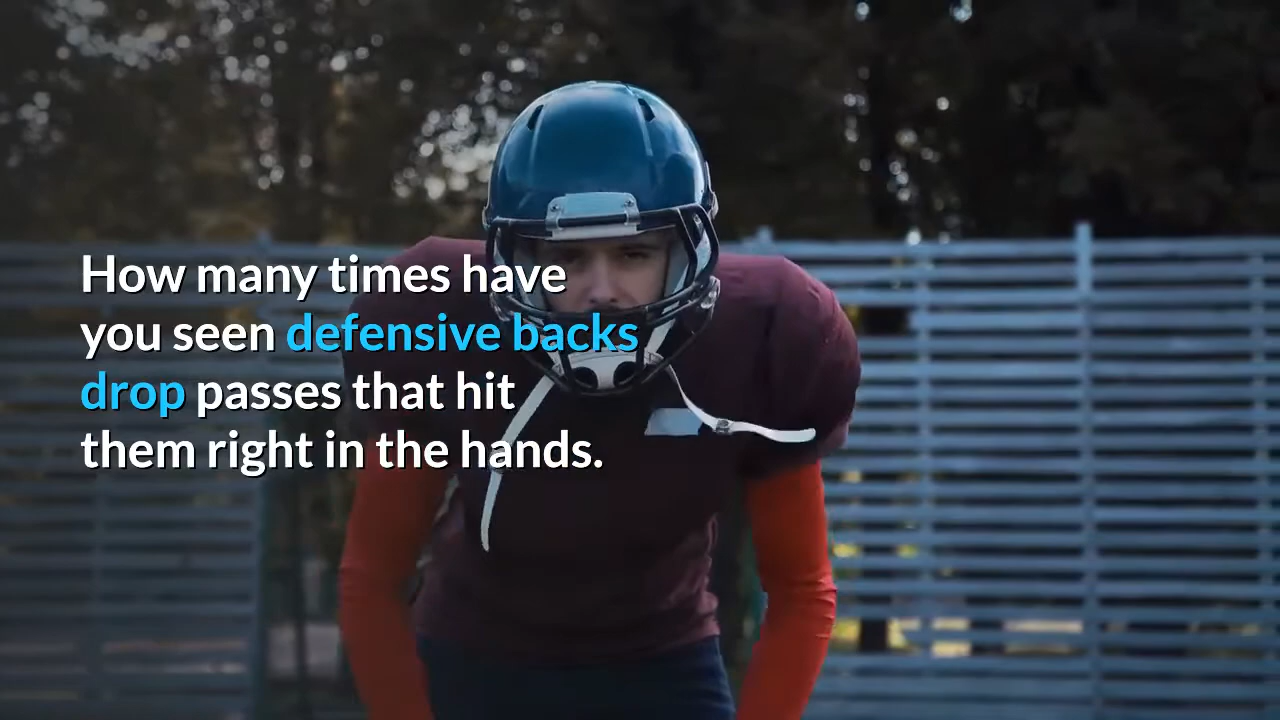 How many times have
you seen defensive backs
drop passes that hit
them right in the hands.